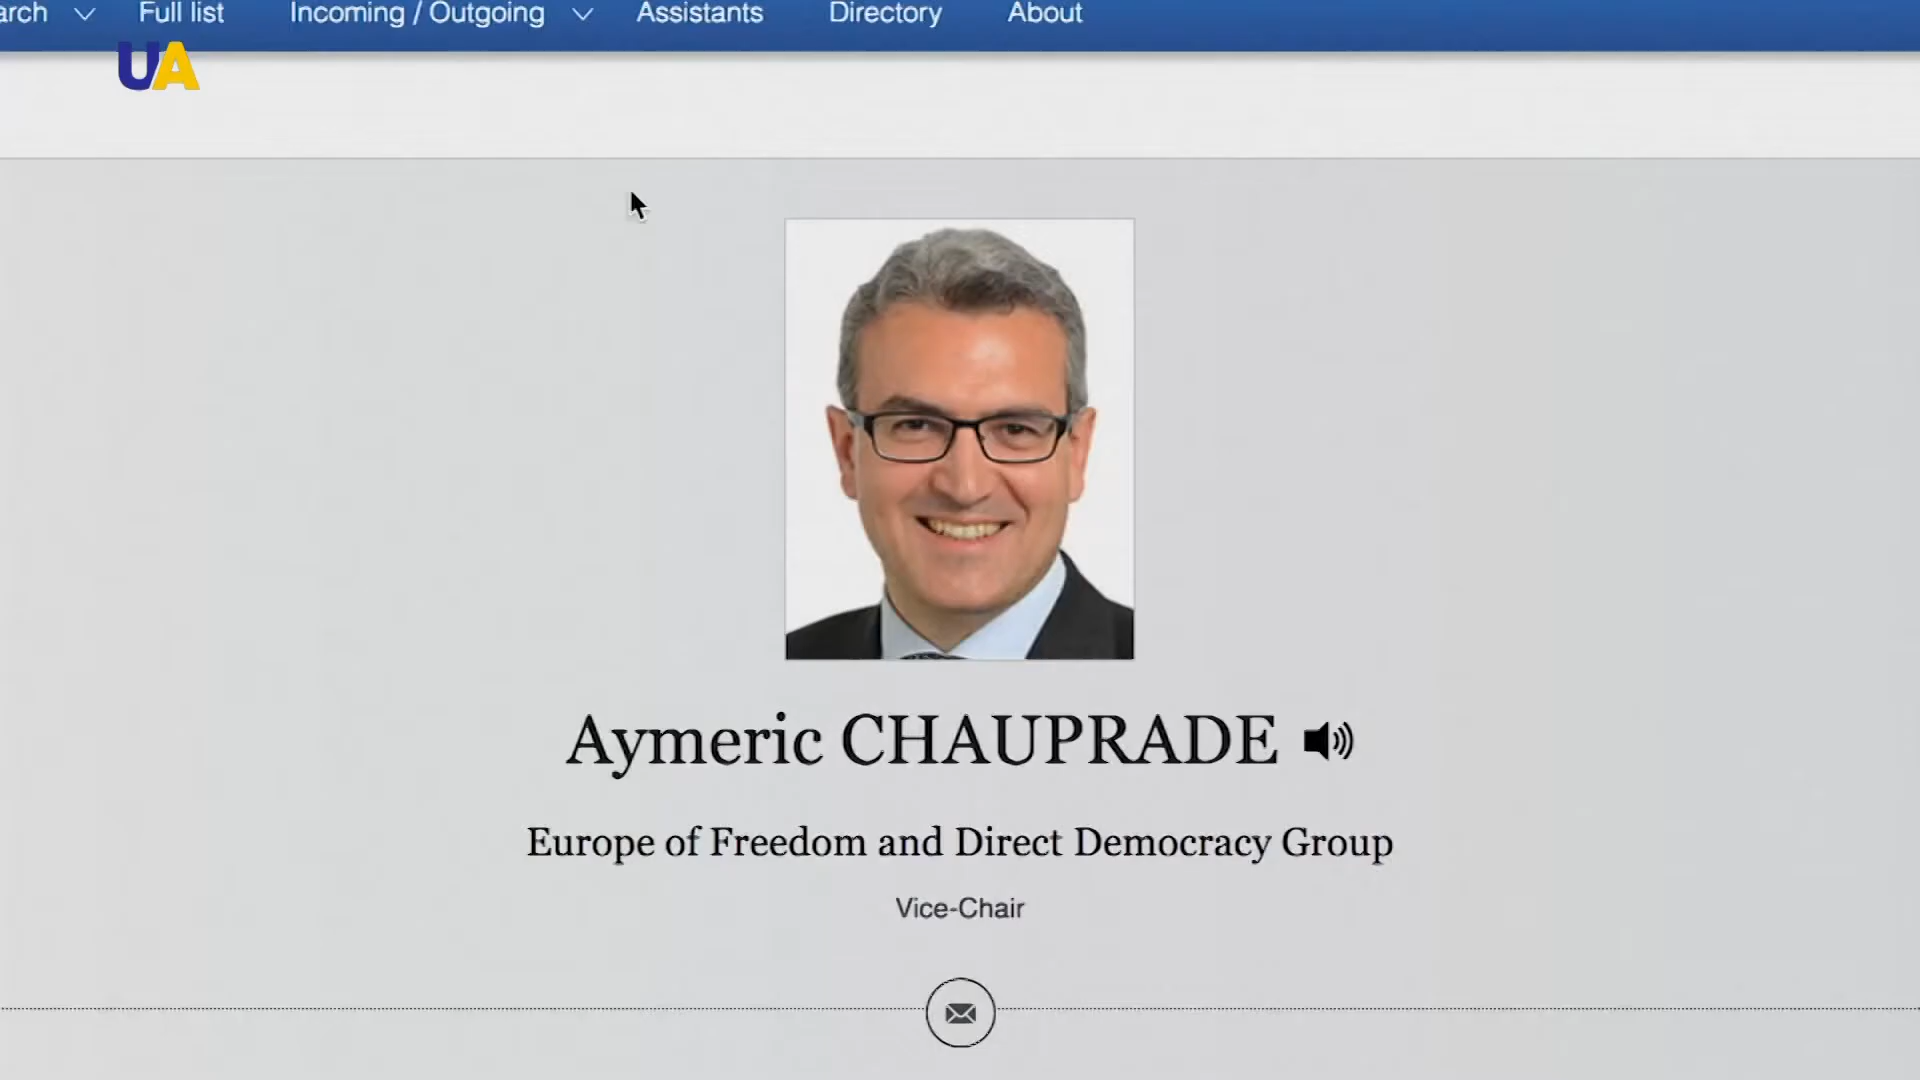 arch Full list Incoming / Outgoing Assistants Directory About
UA
Aymeric CHAUPRADE
Europe of Freedom and Direct Democracy Group
Vice-Chair